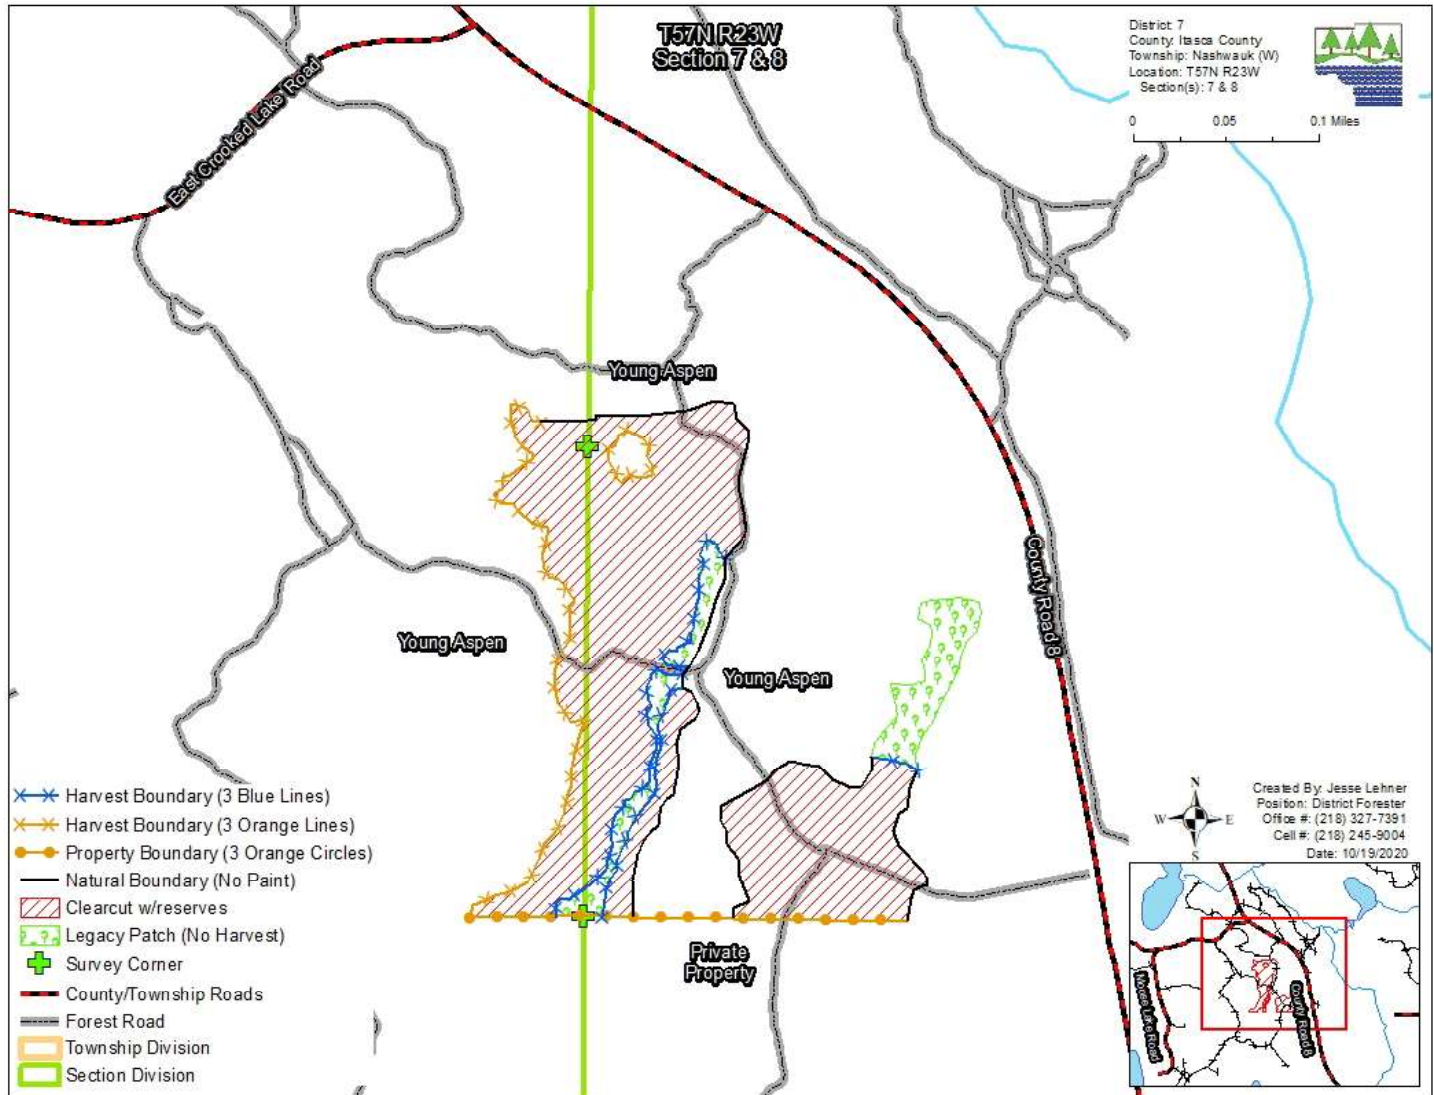 T57N R23W
Section 7 & 8
District: 7
County: Itasca County
Township: Nashwauk (W)
Location: T57N R23W
Section(s): 7 & 8
0 0.05 0.1 Miles
East Crooked Lake Road
Young Aspen
County Road 8
Young Aspen
Young Aspen
Private
Property
Harvest Boundary (3 Blue Lines)
Harvest Boundary (3 Orange Lines)
Property Boundary (3 Orange Circles)
Natural Boundary (No Paint)
Clearcut w/reserves
Legacy Patch (No Harvest)
Survey Corner
County/Township Roads
Forest Road
Township Division
Section Division
N
W E
S
Created By: Jesse Lehner
Position: District Forester
Office #: (218) 327-7391
Cell #: (218) 245-9004
Date: 10/19/2020
Moose Lake Road
County Road 8